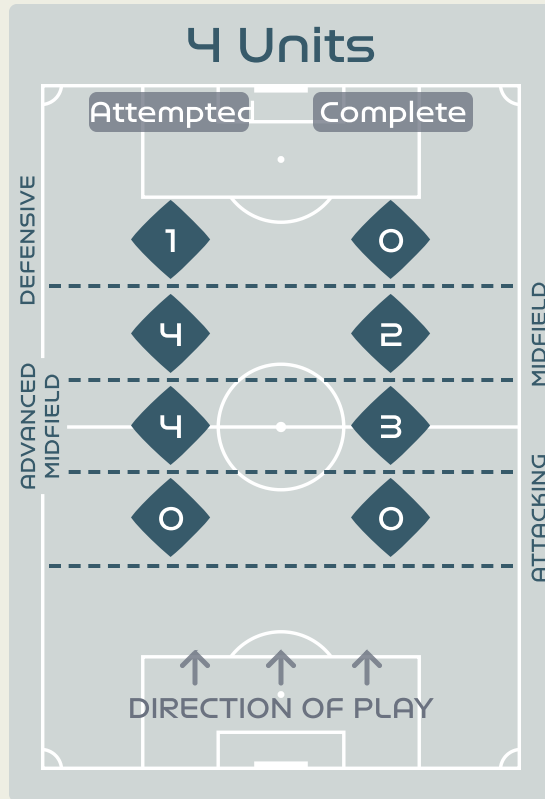 4 Units
Attempted
Complete
DEFENSIVE
1
0
MIDFIELD
4
2
ADVANCED
MIDFIELD
4
3
ATTACKING
0
0
DIRECTION OF PLAY